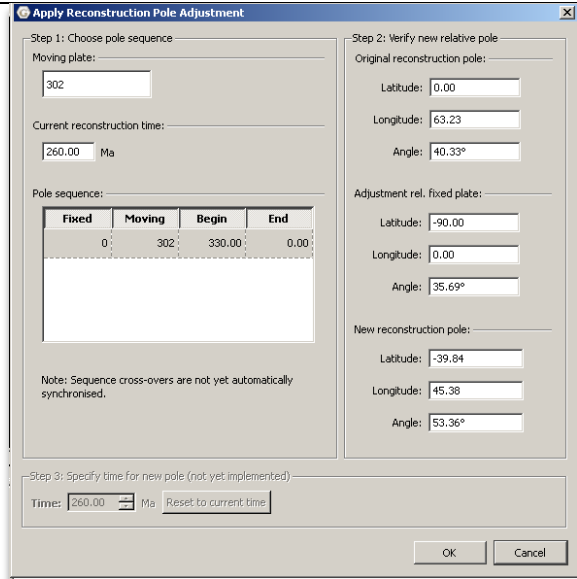 Apply Reconstruction Pole Adjustment
Step 1: Choose pole sequence
Moving plate:
302
Current reconstruction time:
260.00 Ma
Pole sequence:
Fixed Moving Begin End
0 302 330.00 0.00
Note: Sequence cross-overs are not yet automatically
synchronised.
Step 2: Verify new relative pole
Original reconstruction pole:
Latitude: 0.00
Longitude: 63.23
Angle: 40.33°
Adjustment rel. fixed plate:
Latitude: -90.00
Longitude: 0.00
Angle: 35.69°
New reconstruction pole:
Latitude: -39.84
Longitude: 45.38
Angle: 53.36°
Step 3: Specify time for new pole (not yet implemented)
Time: 260.00 Ma Reset to current time
OK Cancel